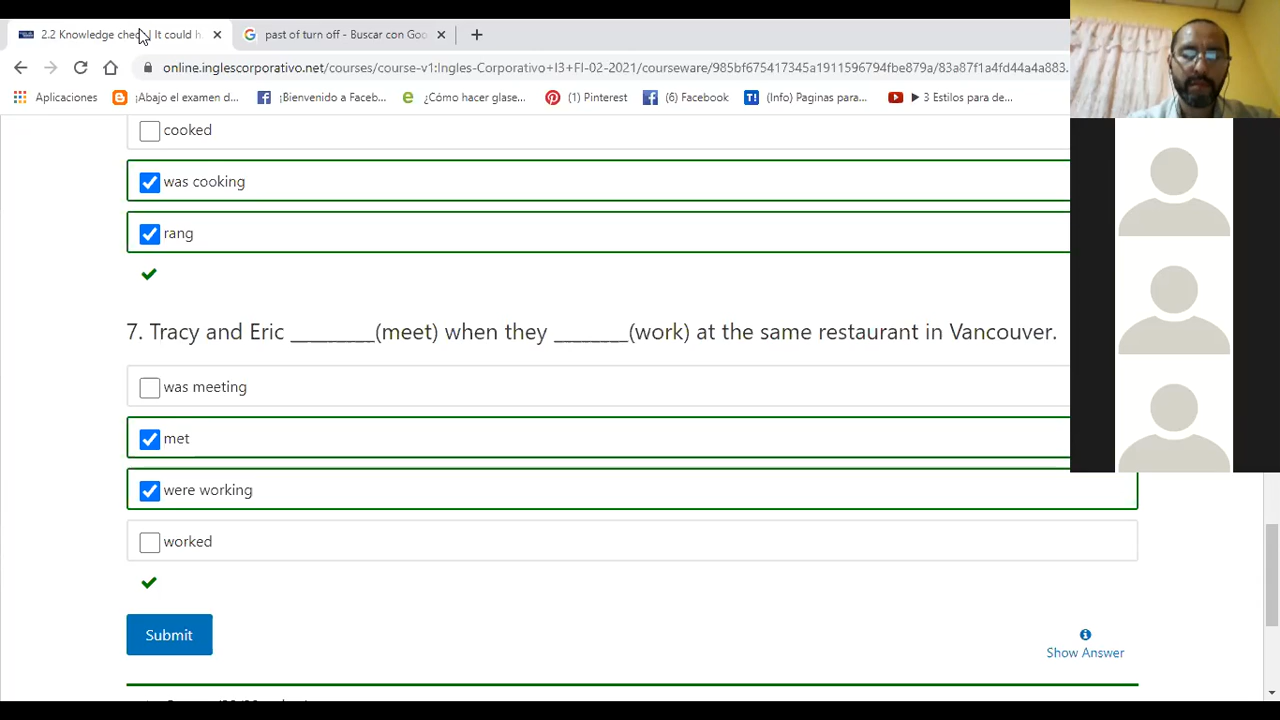 2.2 Knowledge che It could h
past of turn off - Buscar con Goo
online.inglescorporativo.net/courses/course-v1:Ingles-Corporativo+I3+FI-02-2021/courseware/985bf675417345a1911596794fbe879a/83a87f1a4fd44a4a883...
Aplicaciones
¡Abajo el examen d...
¡Bienvenido a Faceb...
¿Cómo hacer glase...
(1) Pinterest
(6) Facebook
(Info) Paginas para...
3 Estilos para de...
cooked
was cooking
rang
7. Tracy and Eric _________(meet) when they ________(work) at the same restaurant in Vancouver.
was meeting
met
were working
worked
Submit
Show Answer